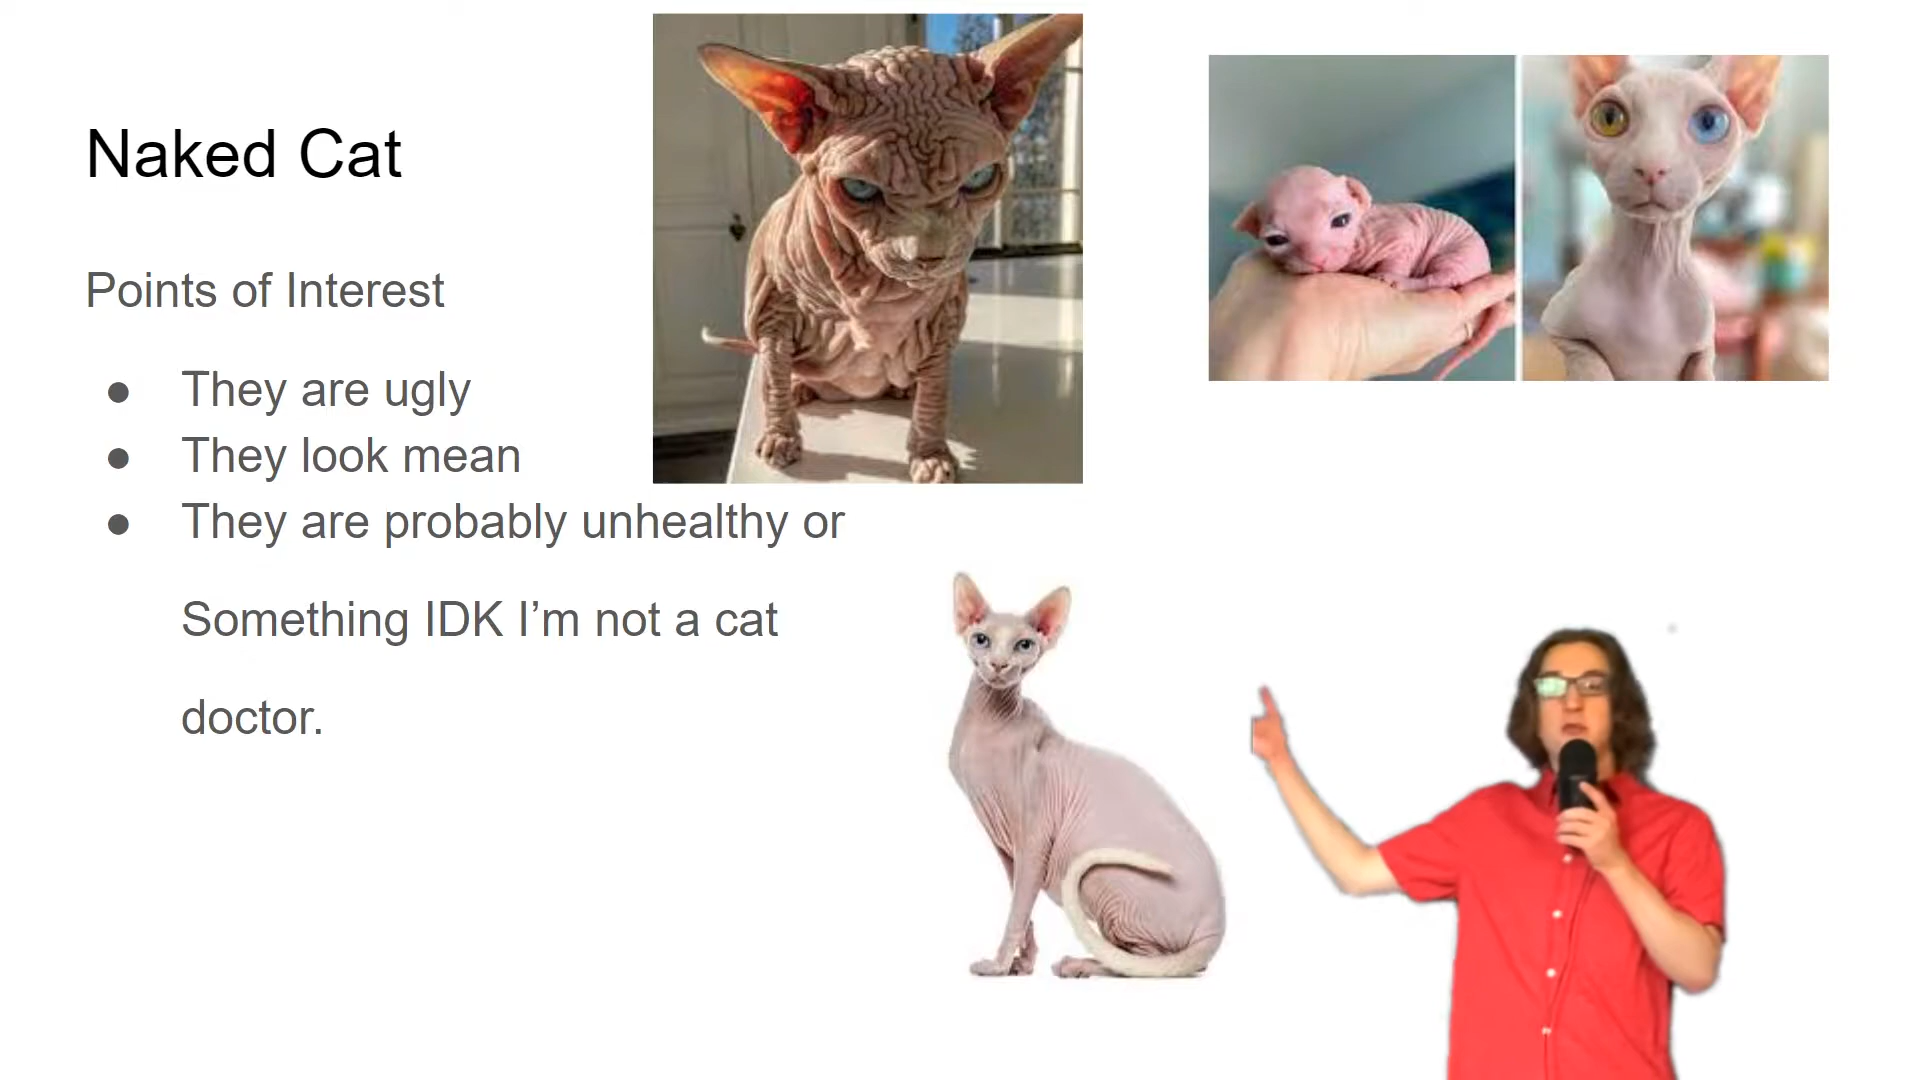 Naked Cat
Points of Interest
● They are ugly
● They look mean
● They are probably unhealthy or
Something IDK I’m not a cat
doctor.